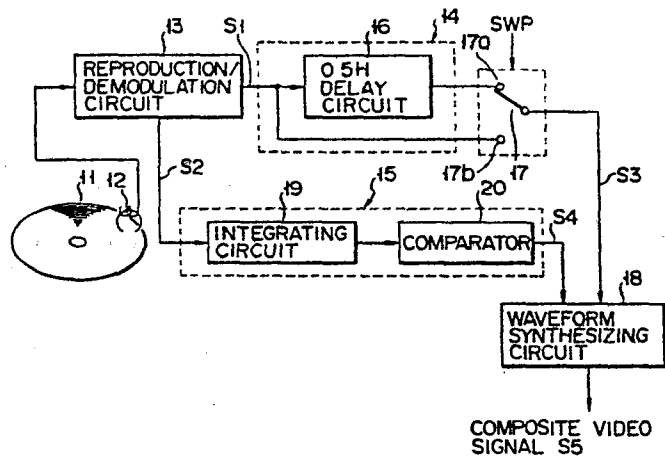 13
S1
16
14
SWP
17a
REPRODUCTION/
DEMODULATION
CIRCUIT
0 5H
DELAY
CIRCUIT
17b
17
S2
S3
11
12
15
19
20
S4
INTEGRATING
CIRCUIT
COMPARATOR
18
WAVEFORM
SYNTHESIZING
CIRCUIT
COMPOSITE VIDEO
SIGNAL S5